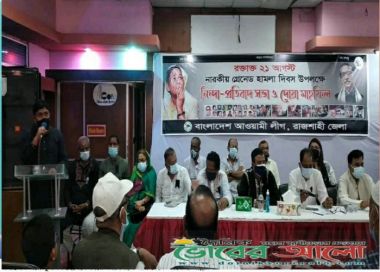 রক্তাক্ত ২১ আগস্ট
নারকীয় গ্রেনেড হামলা দিবস উপলক্ষে
নিন্দা-প্রতিবাদ সভা ও দোয়া মাহফিল
বাংলাদেশ আওয়ামী লীগ, রাজশাহী জেলা
ভোরের আলো